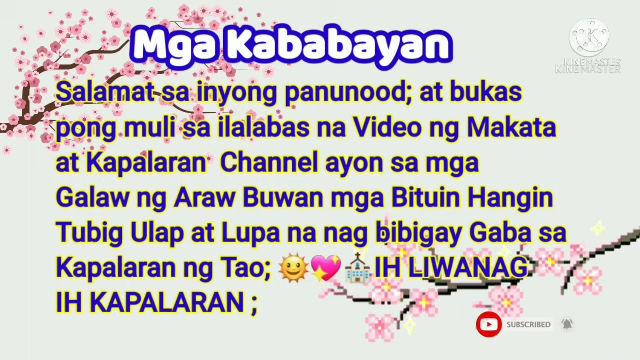 Mga Kababayan
KINEMASTER
KINEMASTER
Salamat sa inyong panunood; at bukas
pong muli sa ilalabas na Video ng Makata
at Kapalaran Channel ayon sa mga
Galaw ng Araw Buwan mga Bituin Hangin
Tubig Ulap at Lupa na nag bibigay Gaba sa
Kapalaran ng Tao; 🌞💖⛪IH LIWANAG
IH KAPALARAN ;
SUBSCRIBED